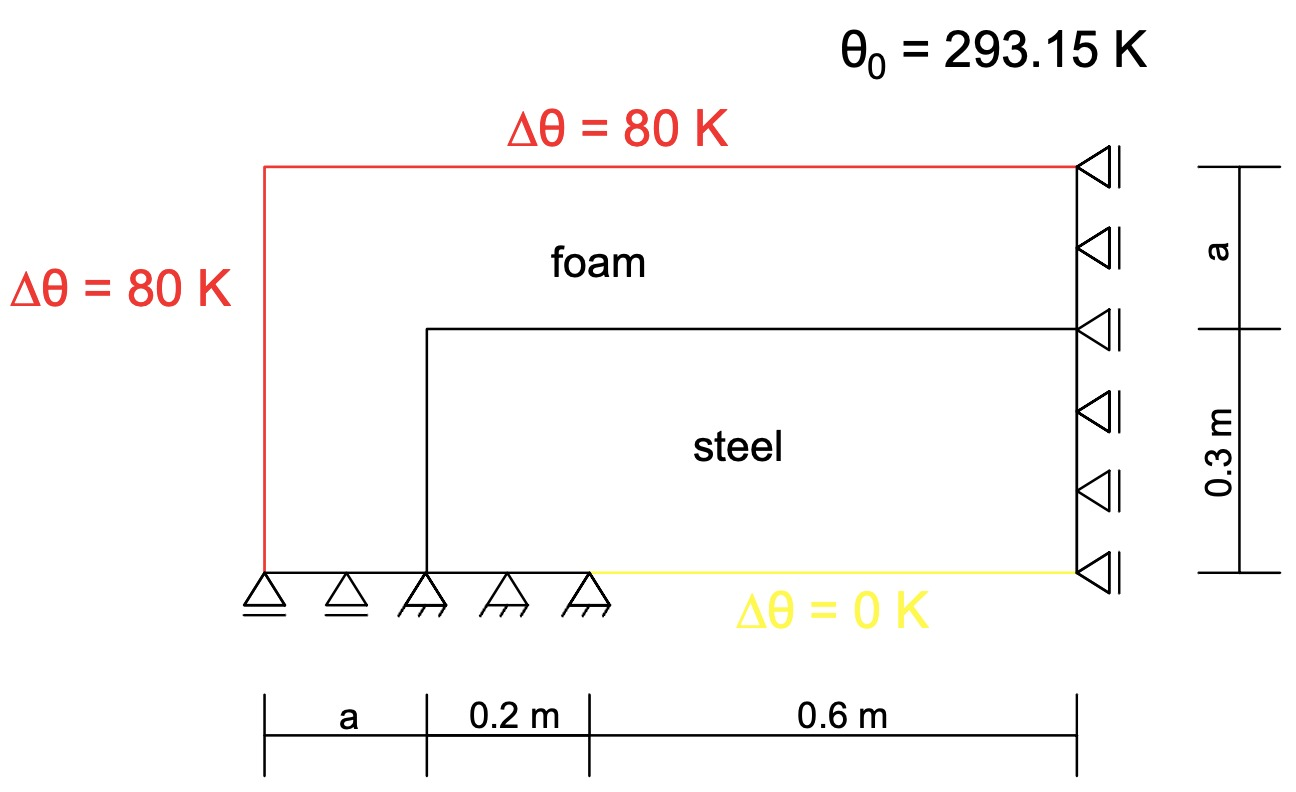 θ₀ = 293.15 K
Δθ = 80 K
Δθ = 80 K
foam
a
steel
0.3 m
Δθ = 0 K
a
0.2 m
0.6 m